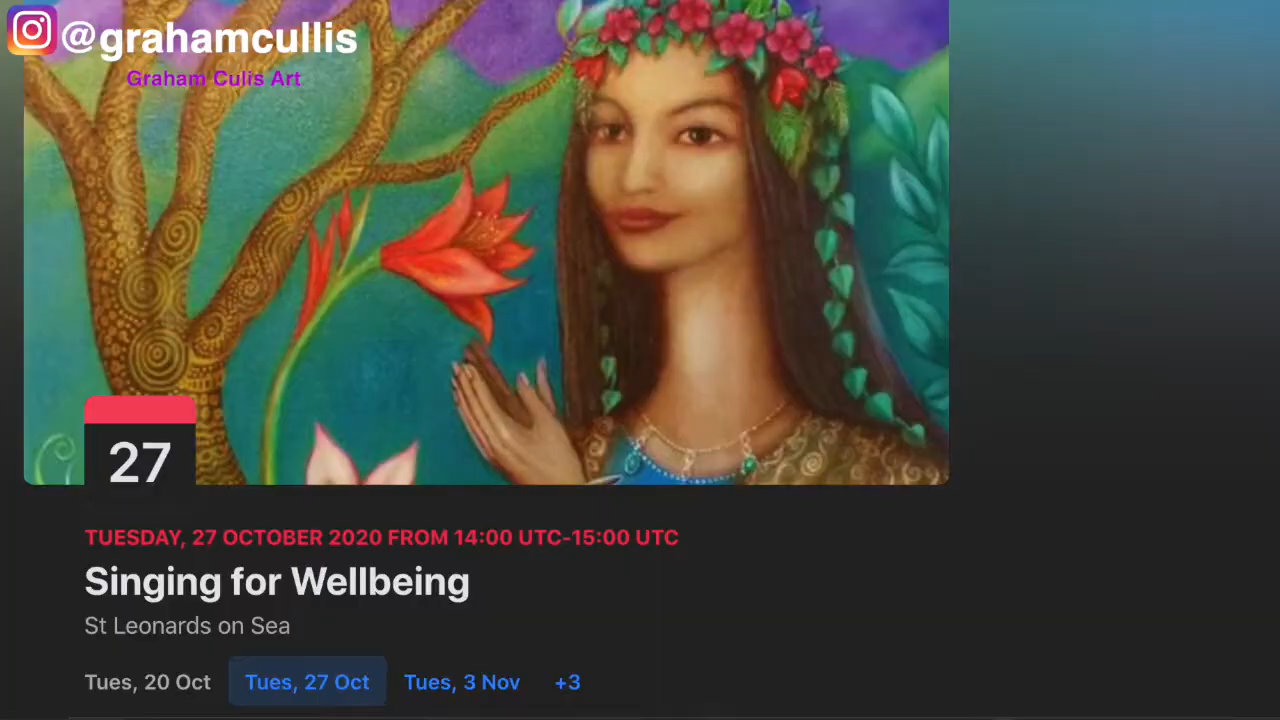 @grahamcullis
Graham Culis Art
27
TUESDAY, 27 OCTOBER 2020 FROM 14:00 UTC-15:00 UTC
Singing for Wellbeing
St Leonards on Sea
Tues, 20 Oct Tues, 27 Oct Tues, 3 Nov +3